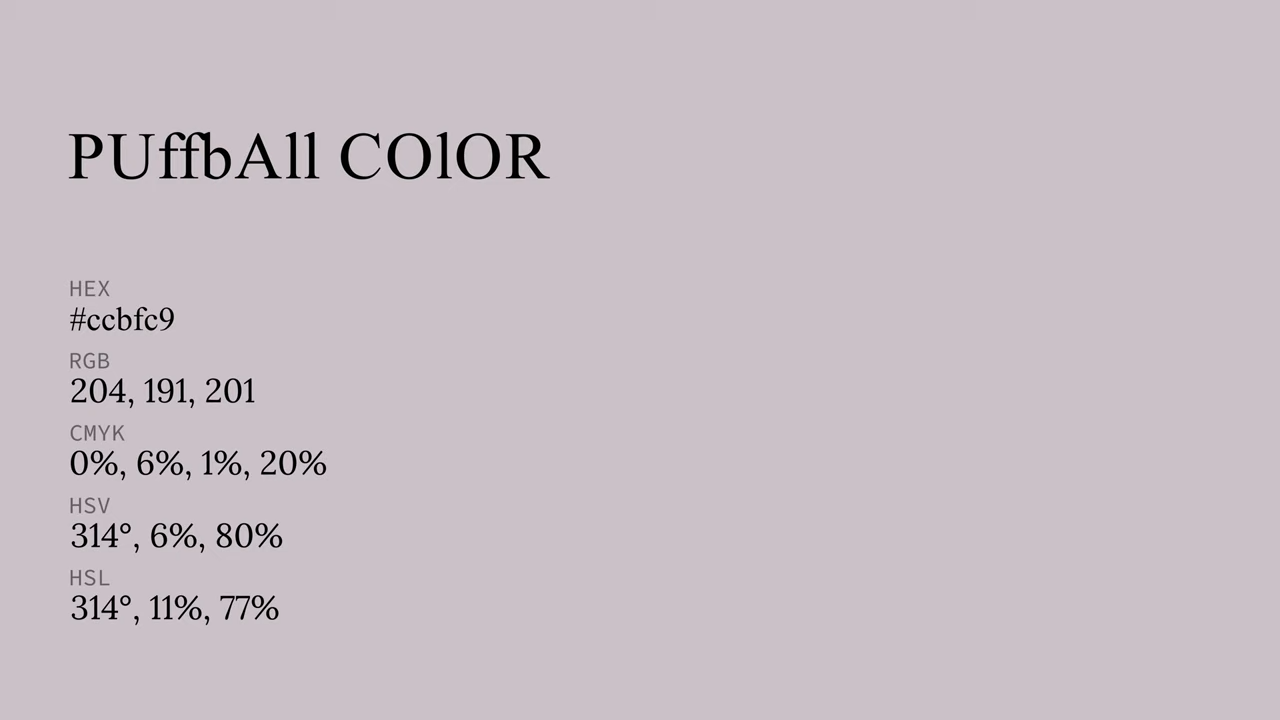 PUffbAll COlOR
HEX
#ccbfc9
RGB
204, 191, 201
CMYK
0%, 6%, 1%, 20%
HSV
314°, 6%, 80%
HSL
314°, 11%, 77%